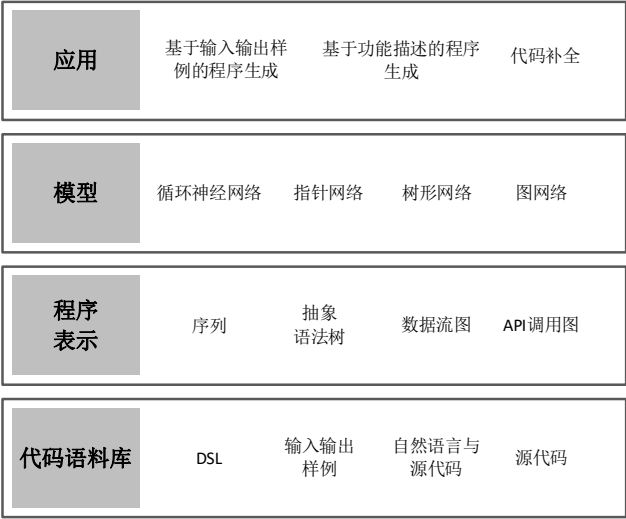 应用
基于输入输出样
例的程序生成
基于功能描述的程序
生成
代码补全
模型
循环神经网络
指针网络
树形网络
图网络
程序
表示
序列
抽象
语法树
数据流图
API调用图
代码语料库
DSL
输入输出
样例
自然语言与
源代码
源代码